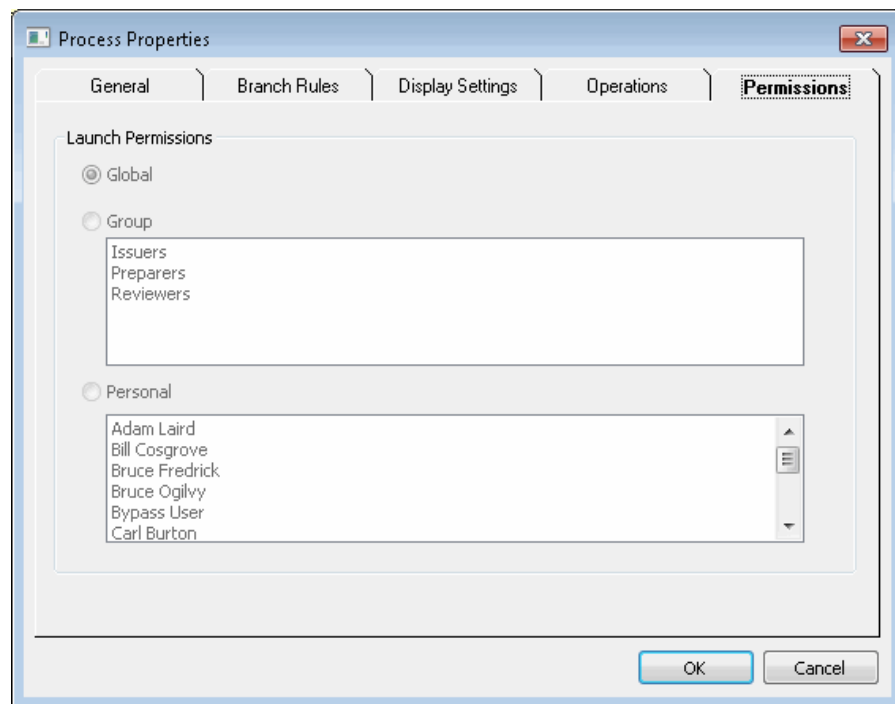 Process Properties
General Branch Rules Display Settings Operations Permissions
Launch Permissions
Global
Group
Issuers
Preparers
Reviewers
Personal
Adam Laird
Bill Cosgrove
Bruce Fredrick
Bruce Ogilvy
Bypass User
Carl Burton
OK Cancel